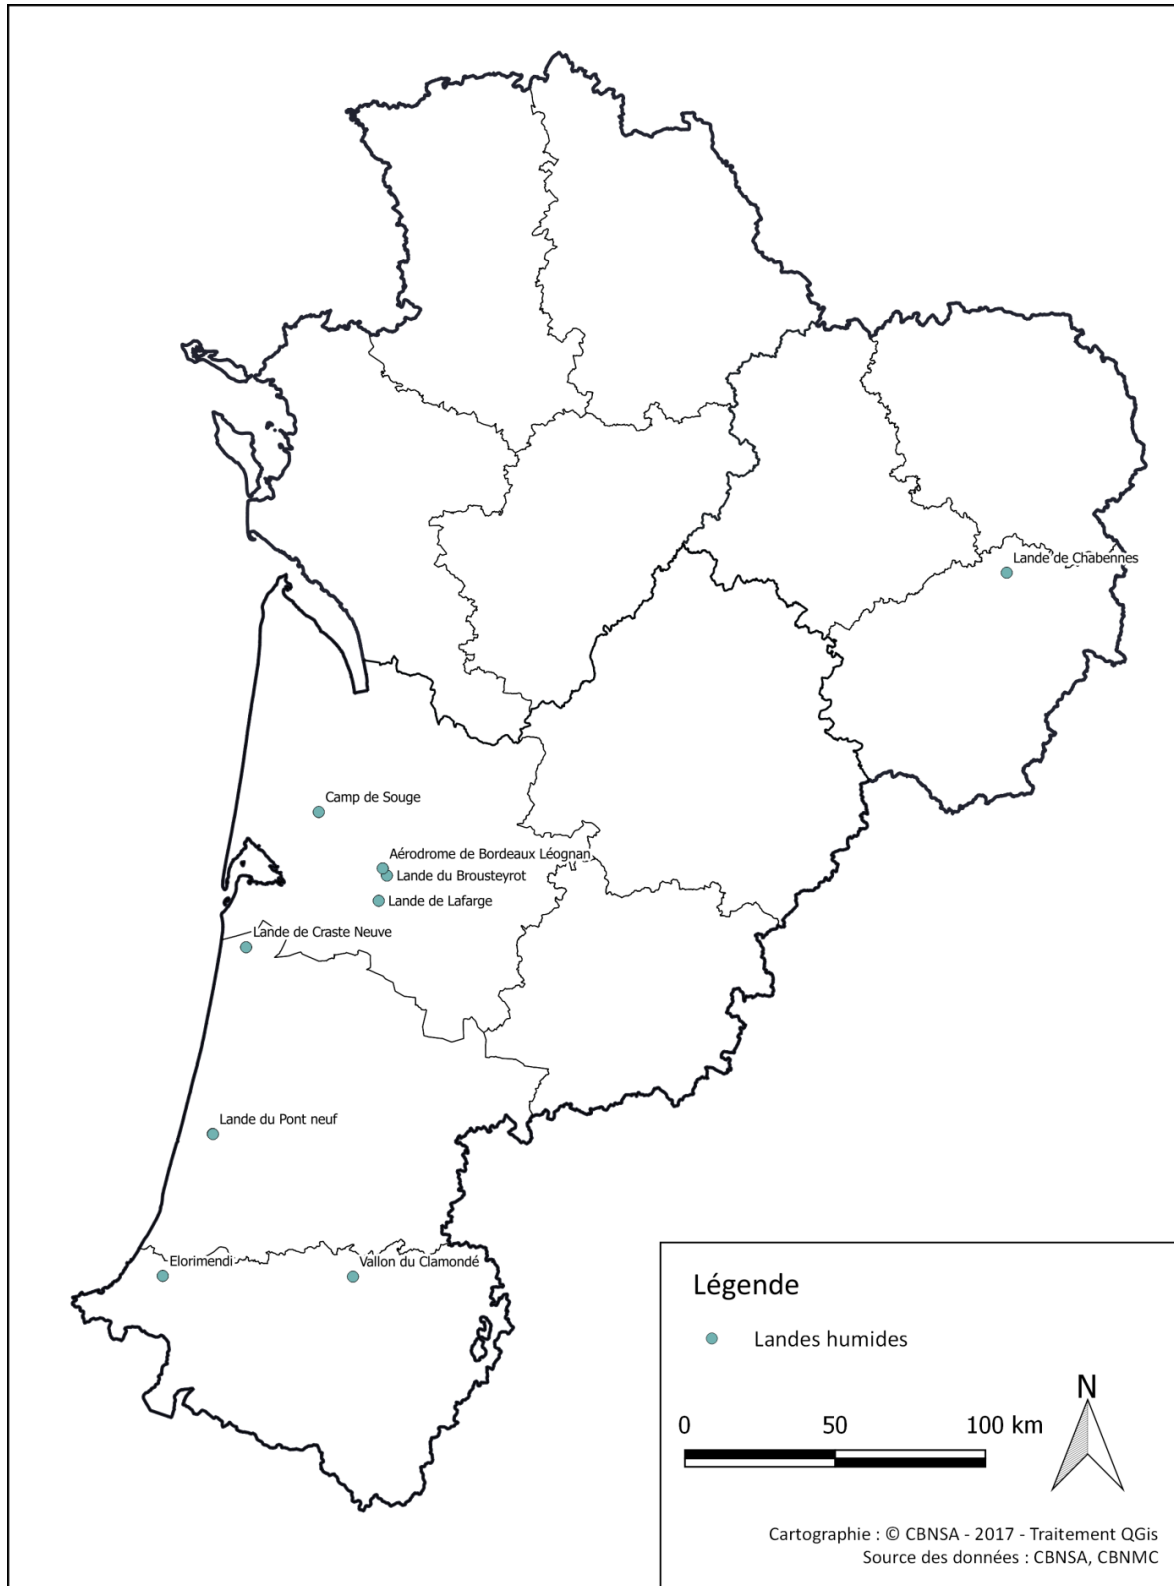 Lande de Chabennes
Camp de Souge
Aérodrome de Bordeaux Léognan
Lande du Brousteyrot
Lande de Lafarge
Lande de Craste Neuve
Lande du Pont neuf
Elorimendi
Vallon du Clamondé
Légende
Landes humides
N
0 50 100 km
Cartographie : © CBNSA - 2017 - Traitement QGis
Source des données : CBNSA, CBNMC